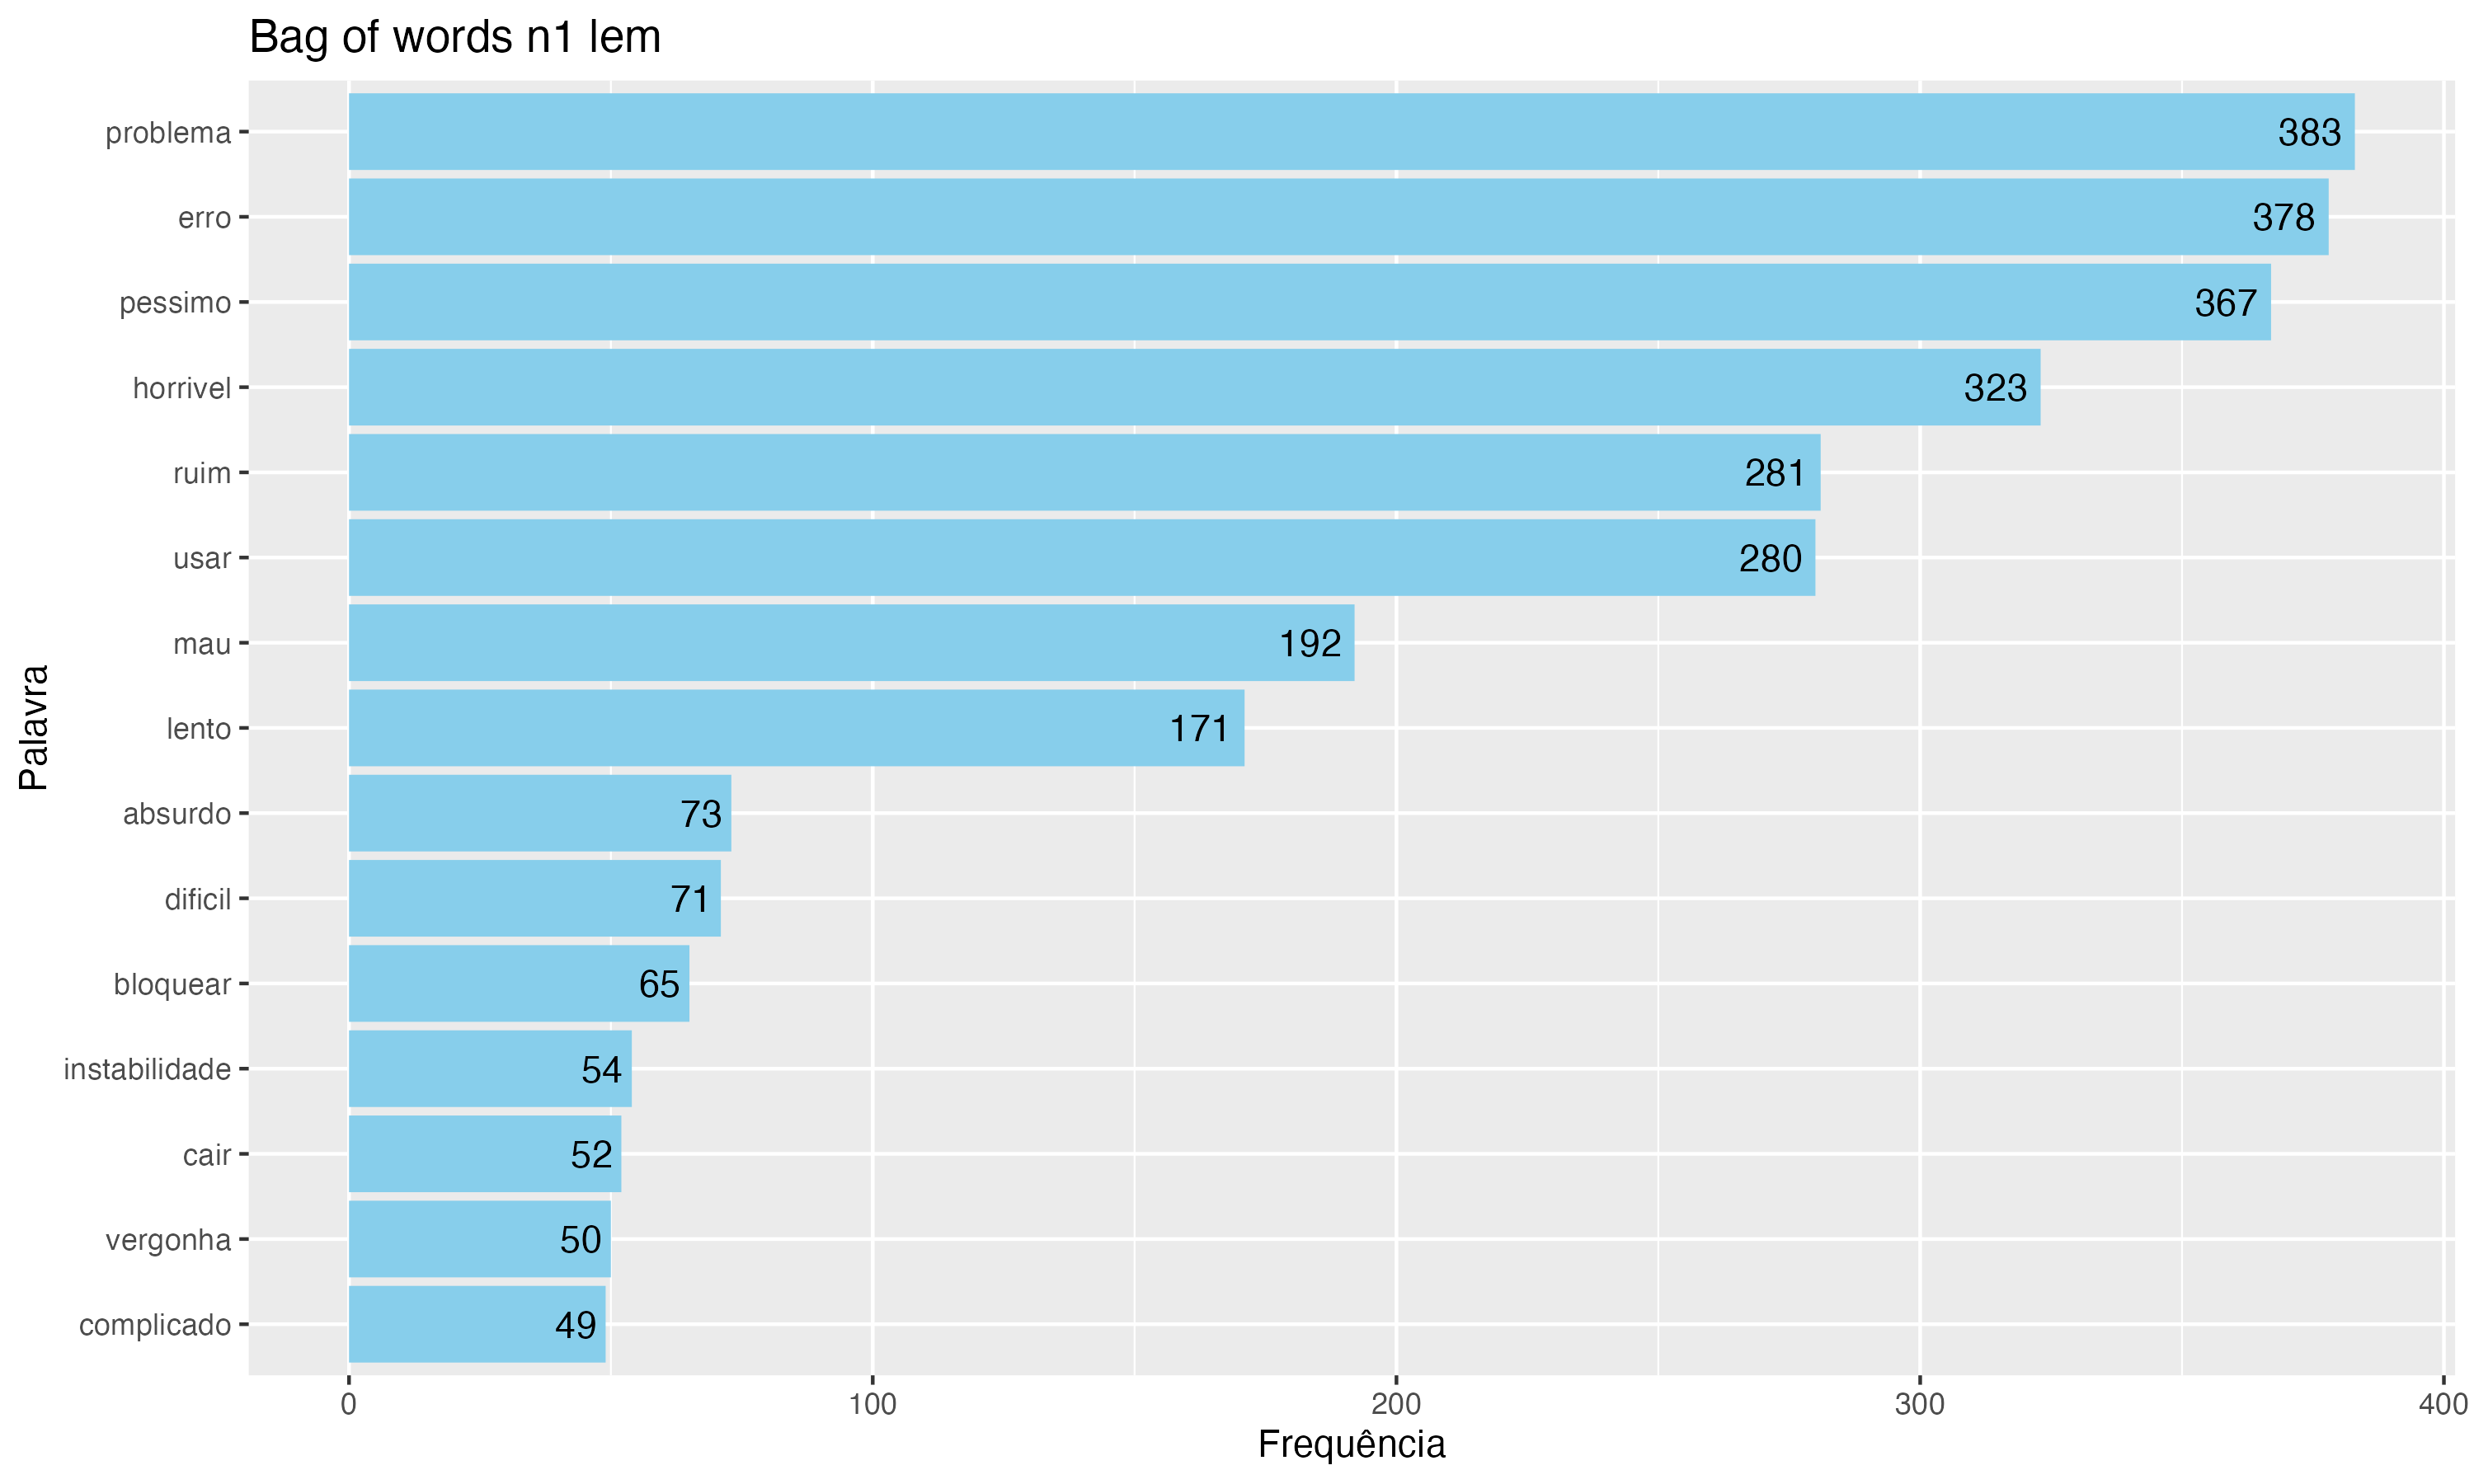 Bag of words n1 lem
problema 383
erro 378
pessimo 367
horrivel 323
ruim 281
usar 280
mau 192
lento 171
absurdo 73
dificil 71
bloquear 65
instabilidade 54
cair 52
vergonha 50
complicado 49
Palavra
0 100 200 300 400
Frequência